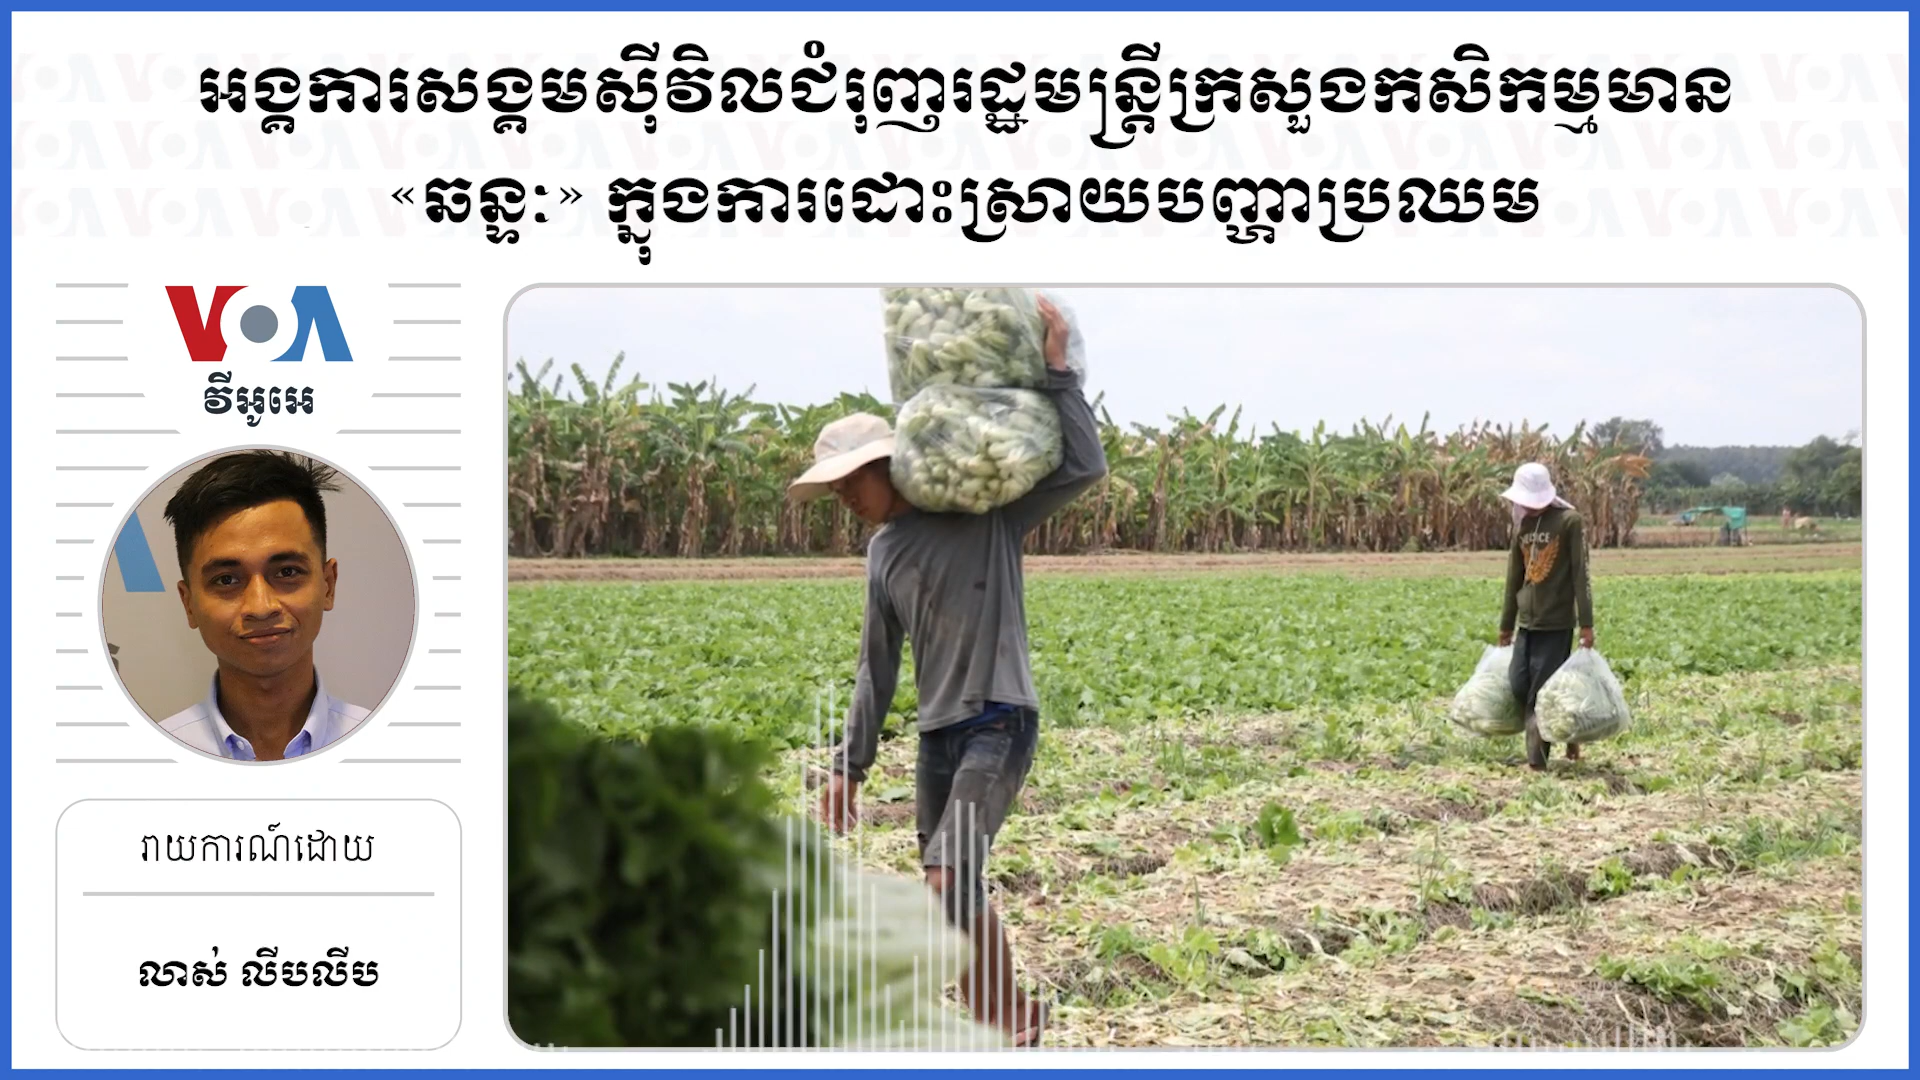 អង្គការសង្គមស៊ីវិលជំរុញរដ្ឋមន្ត្រីក្រសួងកសិកម្មមាន
«ឆន្ទៈ» ក្នុងការដោះស្រាយបញ្ហាប្រឈម
VOA
វីអូអេ
រាយការណ៍ដោយ
លាស់ លីបលីប